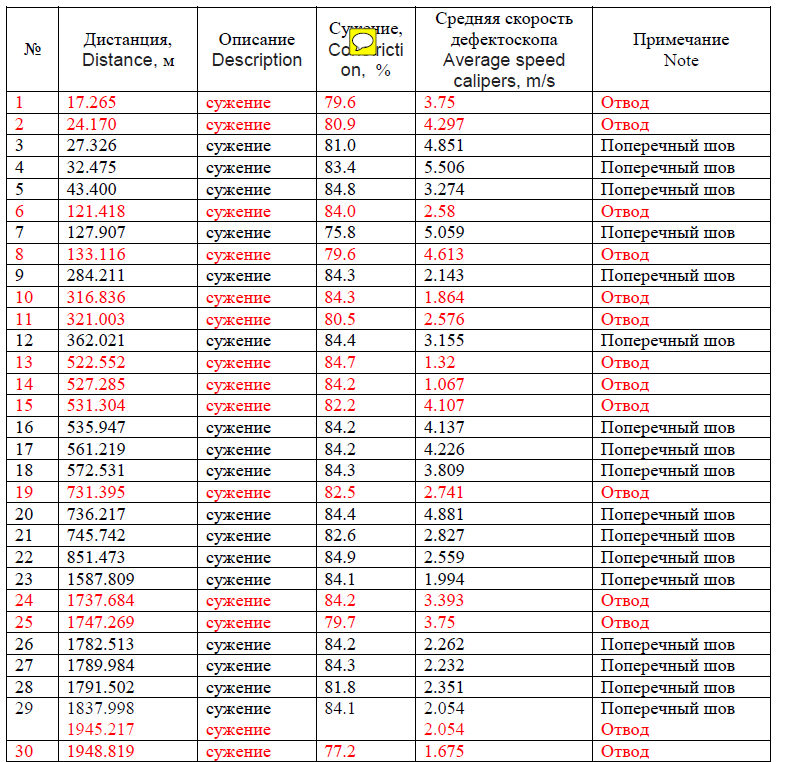 № Дистанция, Distance, м Описание Description Сужение, % on, Средняя скорость дефектоскопа Average speed calipers, m/s Примечание Note
1 17.265 сужение 79.6 3.75 Отвод
2 24.170 сужение 80.9 4.297 Отвод
3 27.326 сужение 81.0 4.851 Поперечный шов
4 32.475 сужение 83.4 5.506 Поперечный шов
5 43.400 сужение 84.8 3.274 Поперечный шов
6 121.418 сужение 84.0 2.58 Отвод
7 127.907 сужение 75.8 5.059 Поперечный шов
8 133.116 сужение 79.6 4.613 Отвод
9 284.211 сужение 84.3 2.143 Поперечный шов
10 316.836 сужение 84.3 1.864 Отвод
11 321.003 сужение 80.5 2.576 Отвод
12 362.021 сужение 84.4 3.155 Поперечный шов
13 522.552 сужение 84.7 1.32 Отвод
14 527.285 сужение 84.2 1.067 Отвод
15 531.304 сужение 82.2 4.107 Отвод
16 535.947 сужение 84.2 4.137 Поперечный шов
17 561.219 сужение 84.2 4.226 Поперечный шов
18 572.531 сужение 84.3 3.809 Поперечный шов
19 731.395 сужение 82.5 2.741 Отвод
20 736.217 сужение 84.4 4.881 Поперечный шов
21 745.742 сужение 82.6 2.827 Поперечный шов
22 851.473 сужение 84.9 2.559 Поперечный шов
23 1587.809 сужение 84.1 1.994 Поперечный шов
24 1737.684 сужение 84.2 3.393 Отвод
25 1747.269 сужение 79.7 3.75 Отвод
26 1782.513 сужение 84.2 2.262 Поперечный шов
27 1789.984 сужение 84.3 2.232 Поперечный шов
28 1791.502 сужение 81.8 2.351 Поперечный шов
29 1837.998 сужение 84.1 2.054 Поперечный шов
1945.217 сужение 2.054 Отвод
30 1948.819 сужение 77.2 1.675 Отвод